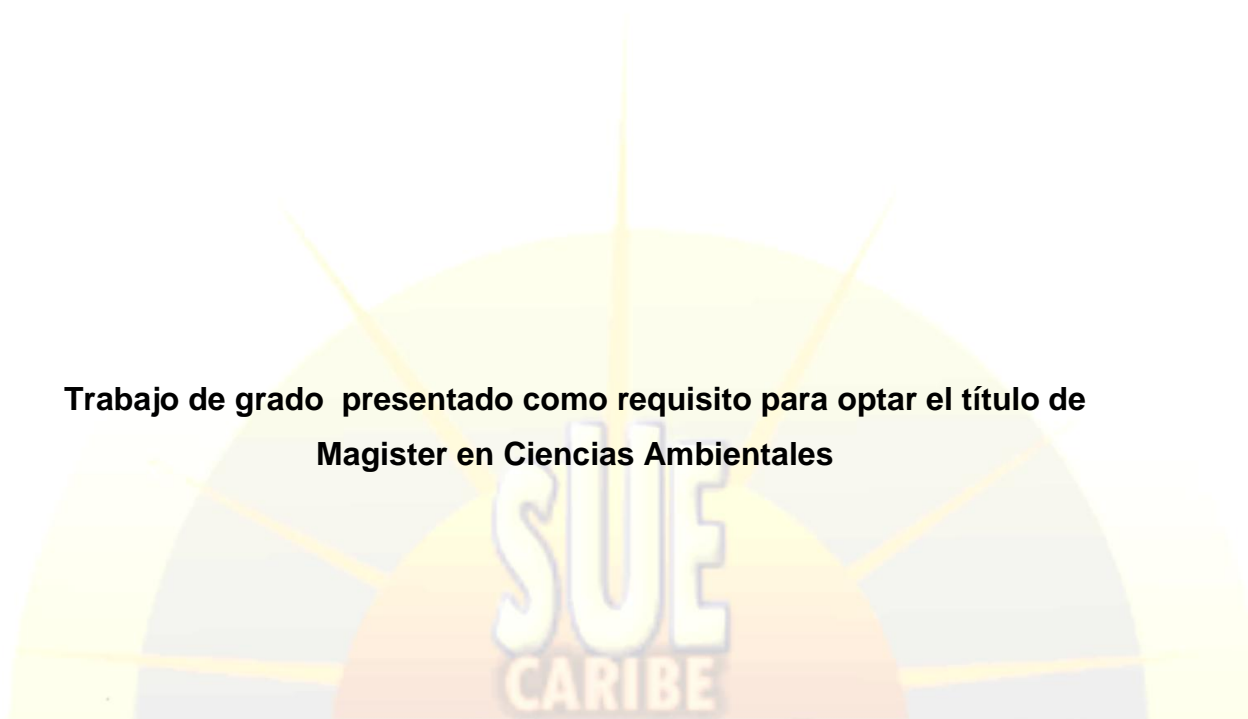 Trabajo de grado presentado como requisito para optar el título de
Magister en Ciencias Ambientales
SUE
CARIBE